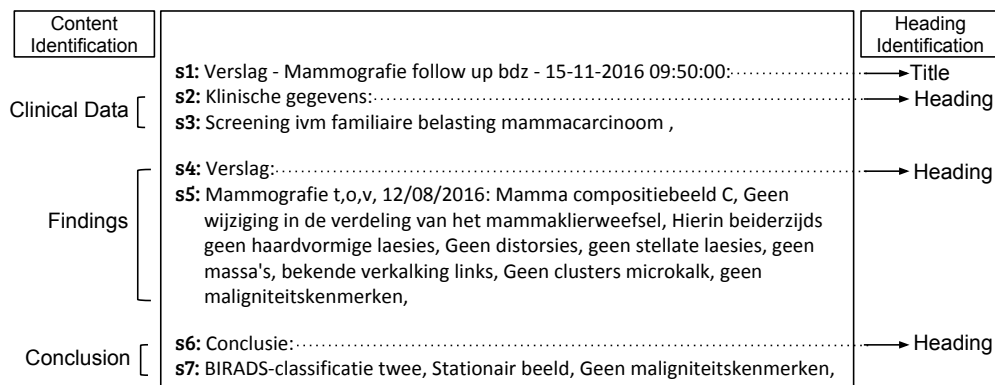 Content
Identification
Heading
Identification
s1: Verslag - Mammografie follow up bdz - 15-11-2016 09:50:00:
Title
s2: Klinische gegevens:
Heading
Clinical Data
s3: Screening ivm familiaire belasting mammacarcinoom ,
s4: Verslag:
Heading
Findings
s5: Mammografie t,o,v, 12/08/2016: Mamma compositiebeeld C, Geen
wijziging in de verdeling van het mammaklierweefsel, Hierin beiderzijds
geen haardvormige laesies, Geen distorsies, geen stellate laesies, geen
massa's, bekende verkalking links, Geen clusters microkalk, geen
maligniteitskenmerken,
s6: Conclusie:
Heading
Conclusion
s7: BIRADS-classificatie twee, Stationair beeld, Geen maligniteitskenmerken,